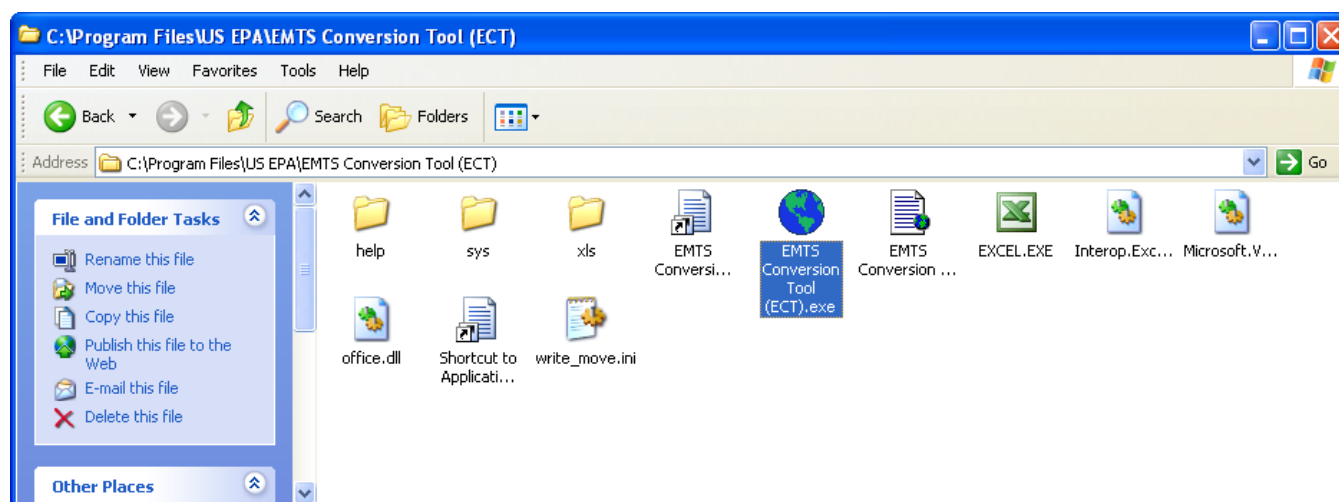 C:\Program Files\US EPA\EMTS Conversion Tool (ECT)
File Edit View Favorites Tools Help
Back Search Folders
Address C:\Program Files\US EPA\EMTS Conversion Tool (ECT) Go
File and Folder Tasks
Rename this file
Move this file
Copy this file
Publish this file to the
Web
E-mail this file
Delete this file
Other Places
help sys xls EMTS EMTS EMTS EXCEL.EXE Interop.Exc... Microsoft.V...
Conversi... Conversion Conversion ...
Tool
(ECT).exe
office.dll Shortcut to write_move.ini
Applicati...